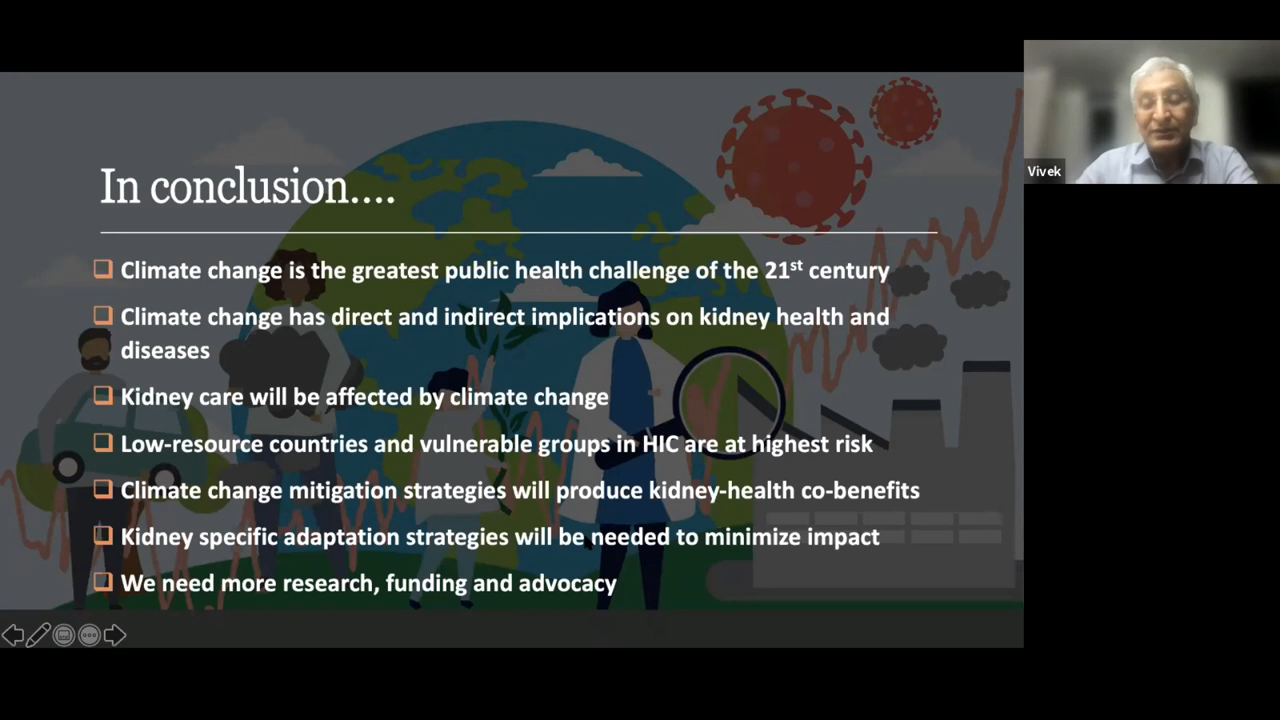 In conclusion....
Climate change is the greatest public health challenge of the 21st century
Climate change has direct and indirect implications on kidney health and
diseases
Kidney care will be affected by climate change
Low-resource countries and vulnerable groups in HIC are at highest risk
Climate change mitigation strategies will produce kidney-health co-benefits
Kidney specific adaptation strategies will be needed to minimize impact
We need more research, funding and advocacy
Vivek